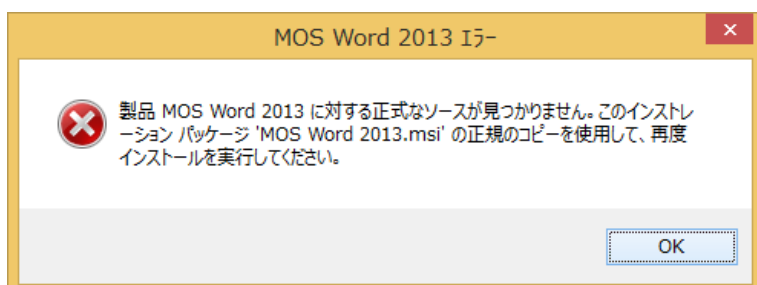 MOS Word 2013 ｴﾗｰ
製品 MOS Word 2013 に対する正式なソースが見つかりません。このインストレ
ーション パッケージ 'MOS Word 2013.msi' の正規のコピーを使用して、再度
インストールを実行してください。
OK